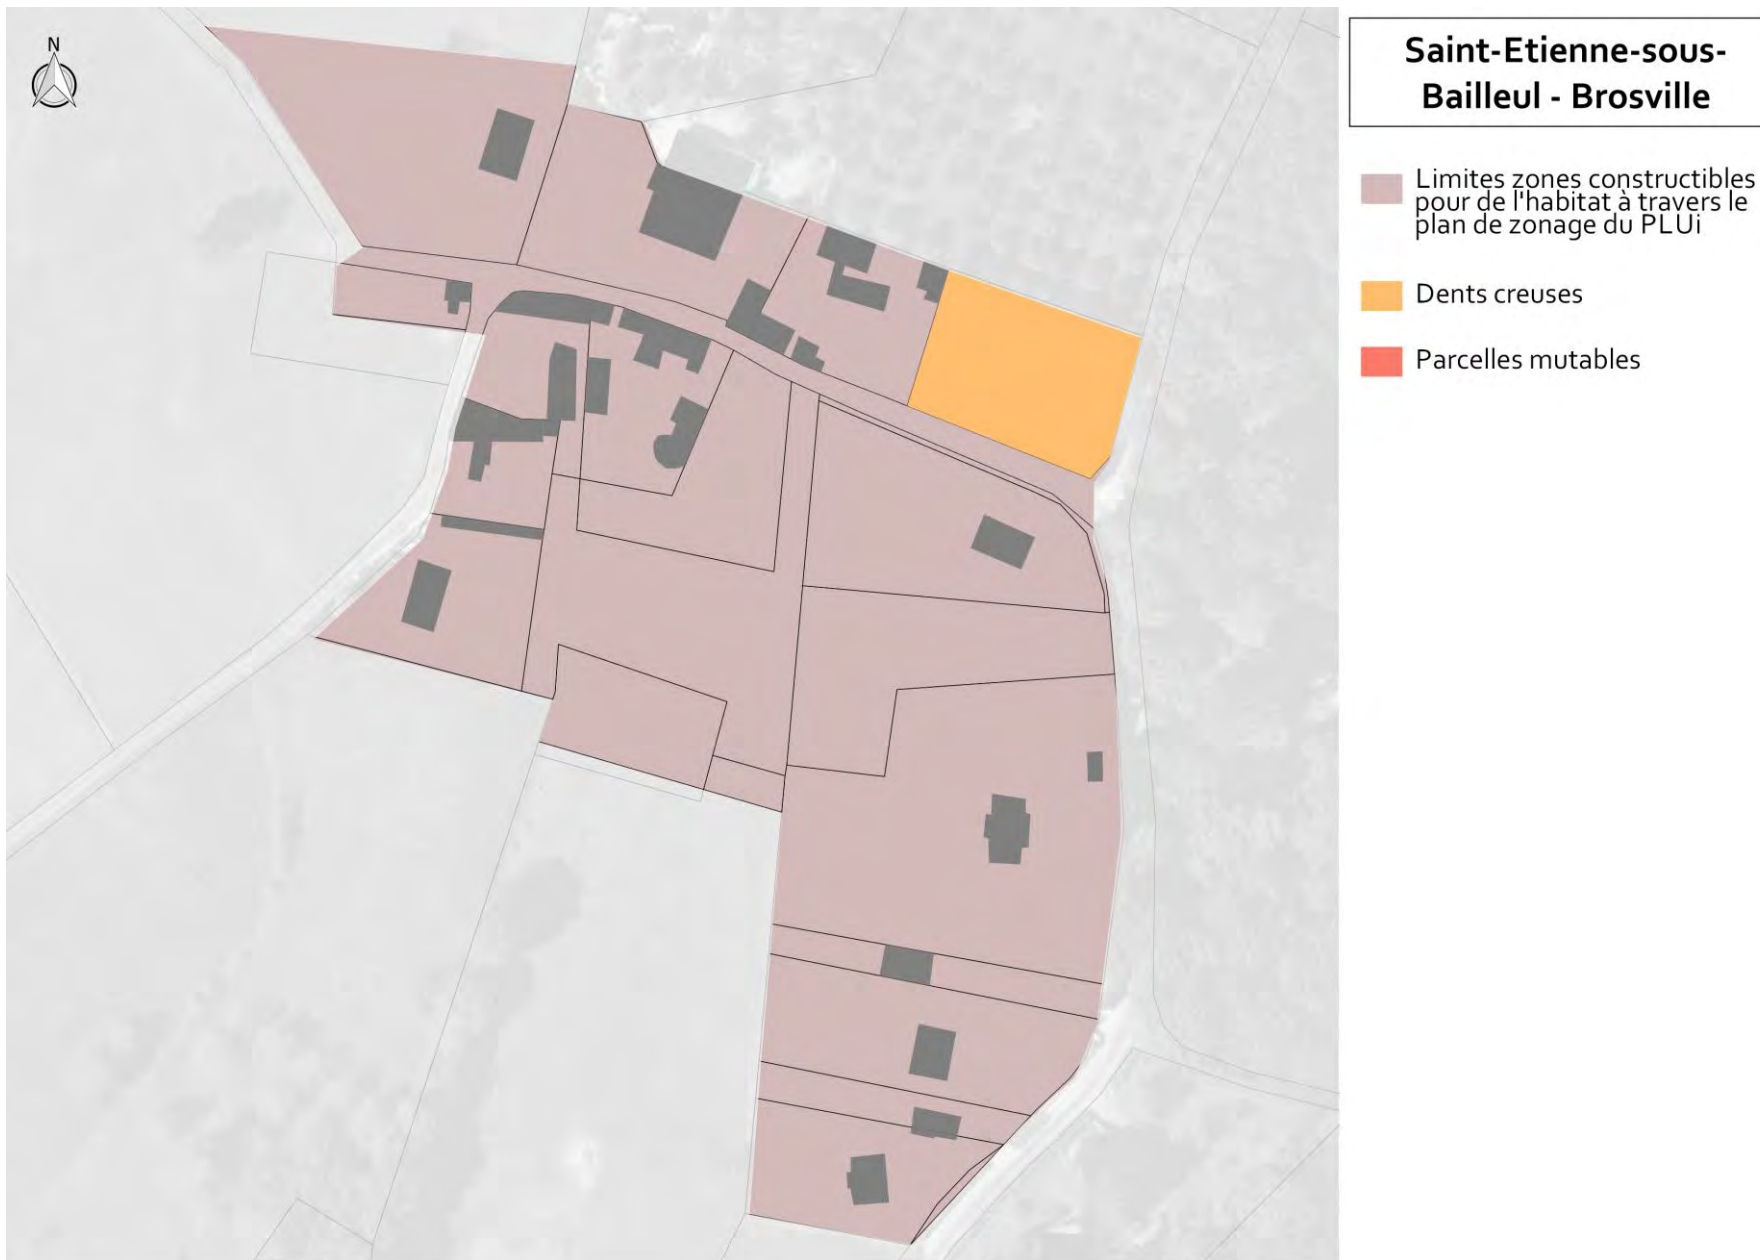 N
Saint-Etienne-sous-
Bailleul - Brosville
Limites zones constructibles
pour de l'habitat à travers le
plan de zonage du PLUi
Dents creuses
Parcelles mutables